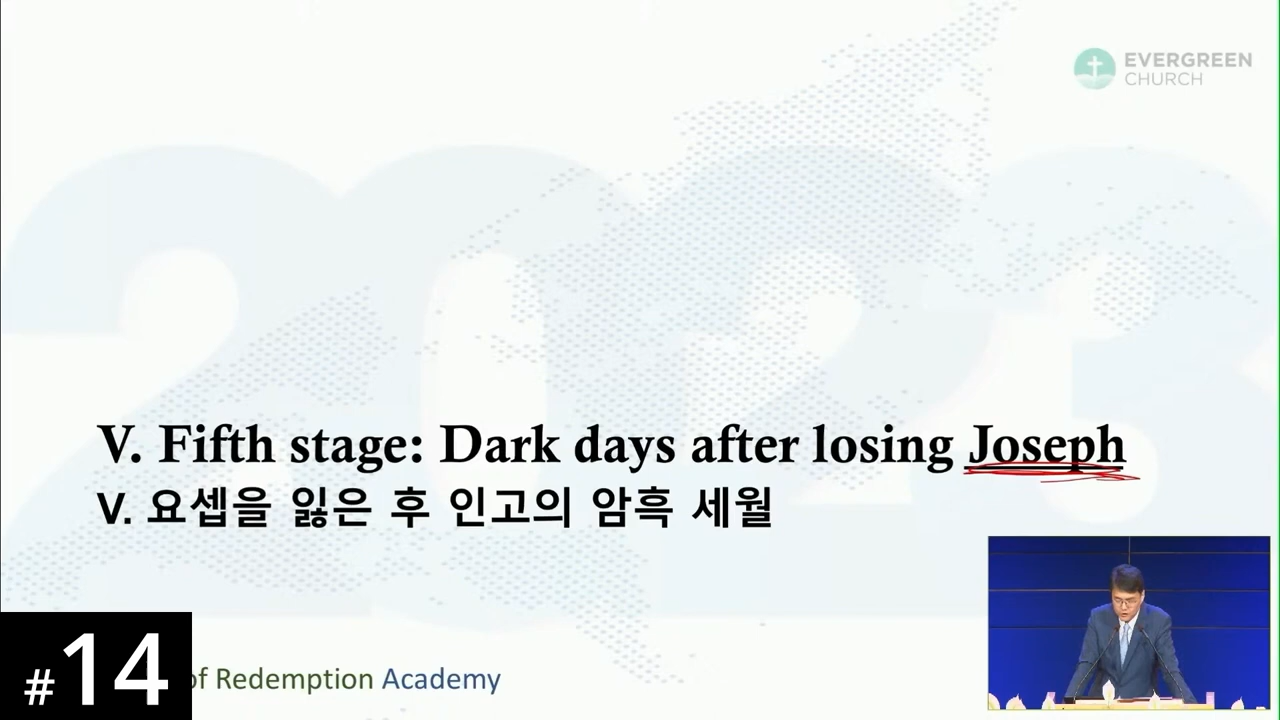 EVERGREEN
CHURCH
2023
V. Fifth stage: Dark days after losing Joseph
V. 요셉을 잃은 후 인고의 암흑 세월
of Redemption Academy
#14